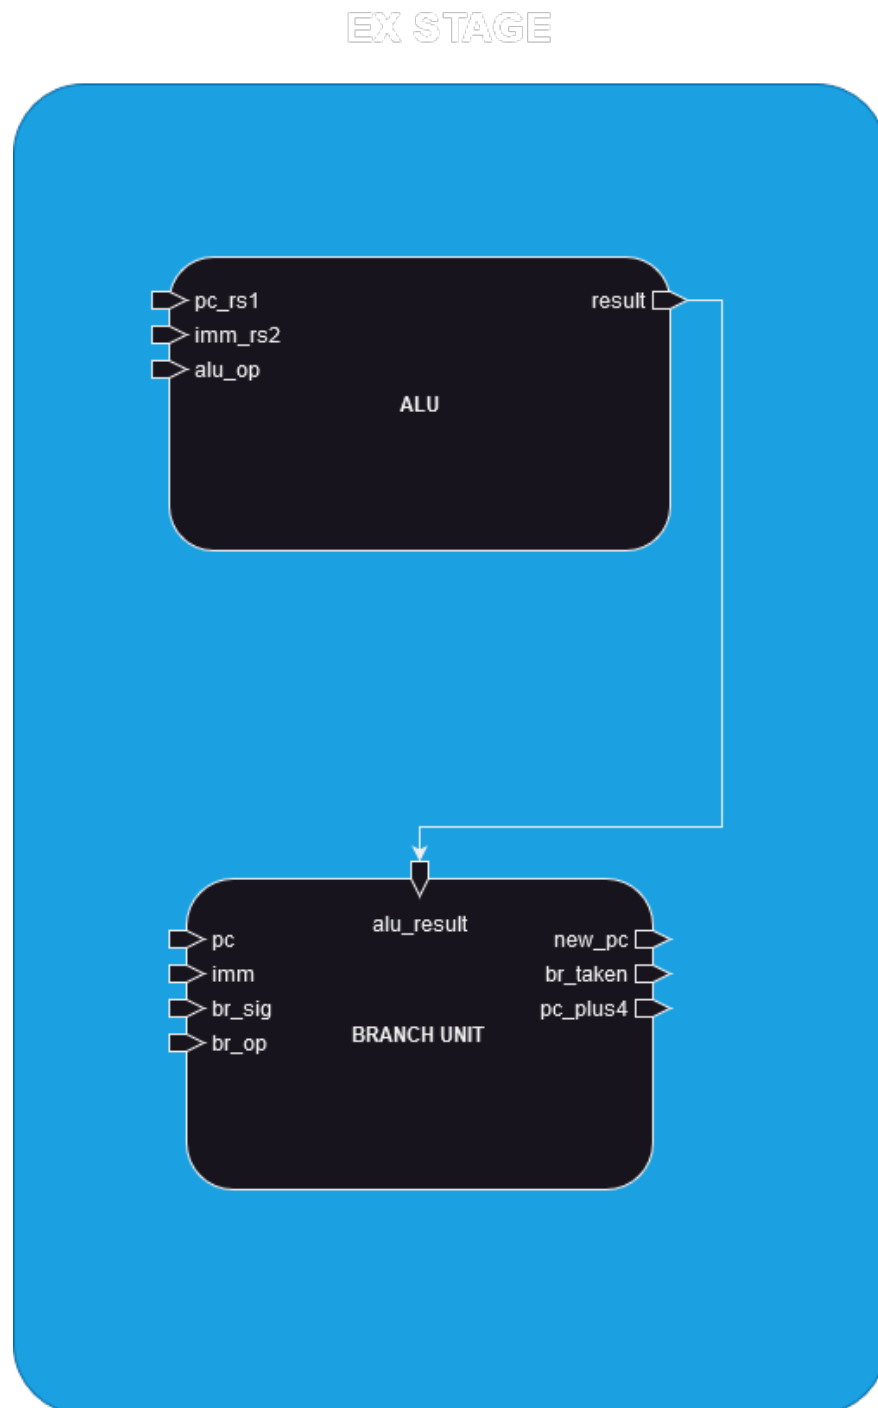 EX STAGE
pc_rs1
imm_rs2
alu_op
result
ALU
alu_result
pc
imm
br_sig
br_op
new_pc
br_taken
pc_plus4
BRANCH UNIT